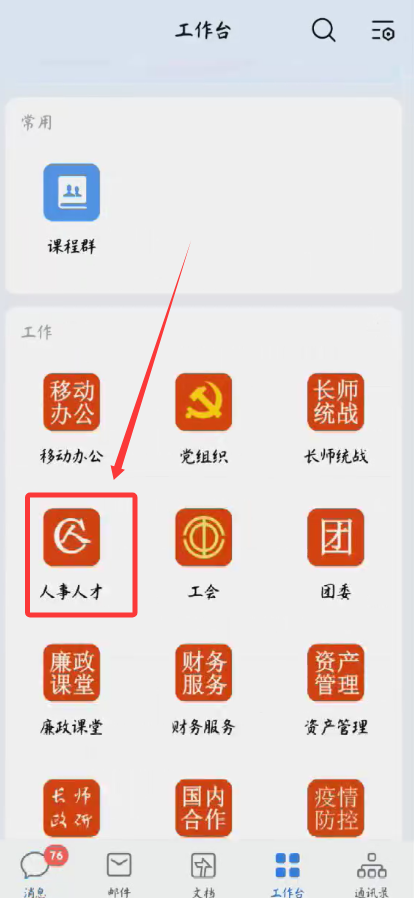 工作台
常用
课程群
工作
移动
办公
长师
统战
移动办公
党组织
长师统战
团
人事人才
工会
团委
廉政
课堂
财务
服务
资产
管理
廉政课堂
财务服务
资产管理
长师
政研
国内
合作
疫情
防控
76
消息
邮件
文档
工作台
通讯录